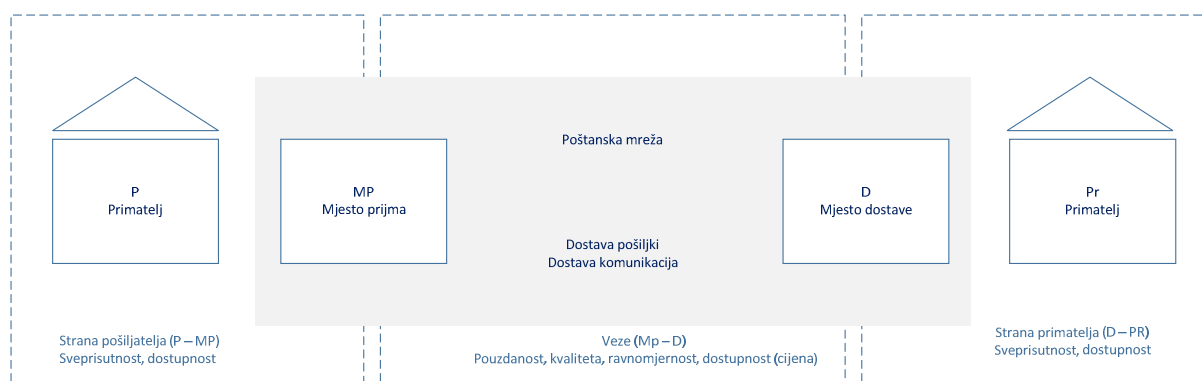 Poštanska mreža
P
Primatelj
MP
Mjesto prijma
D
Mjesto dostave
Pr
Primatelj
Dostava pošiljki
Dostava komunikacija
Strana pošiljatelja (P – MP)
Sveprisutnost, dostupnost
Veze (Mp – D)
Pouzdanost, kvaliteta, ravnomjernost, dostupnost (cijena)
Strana primatelja (D – PR)
Sveprisutnost, dostupnost